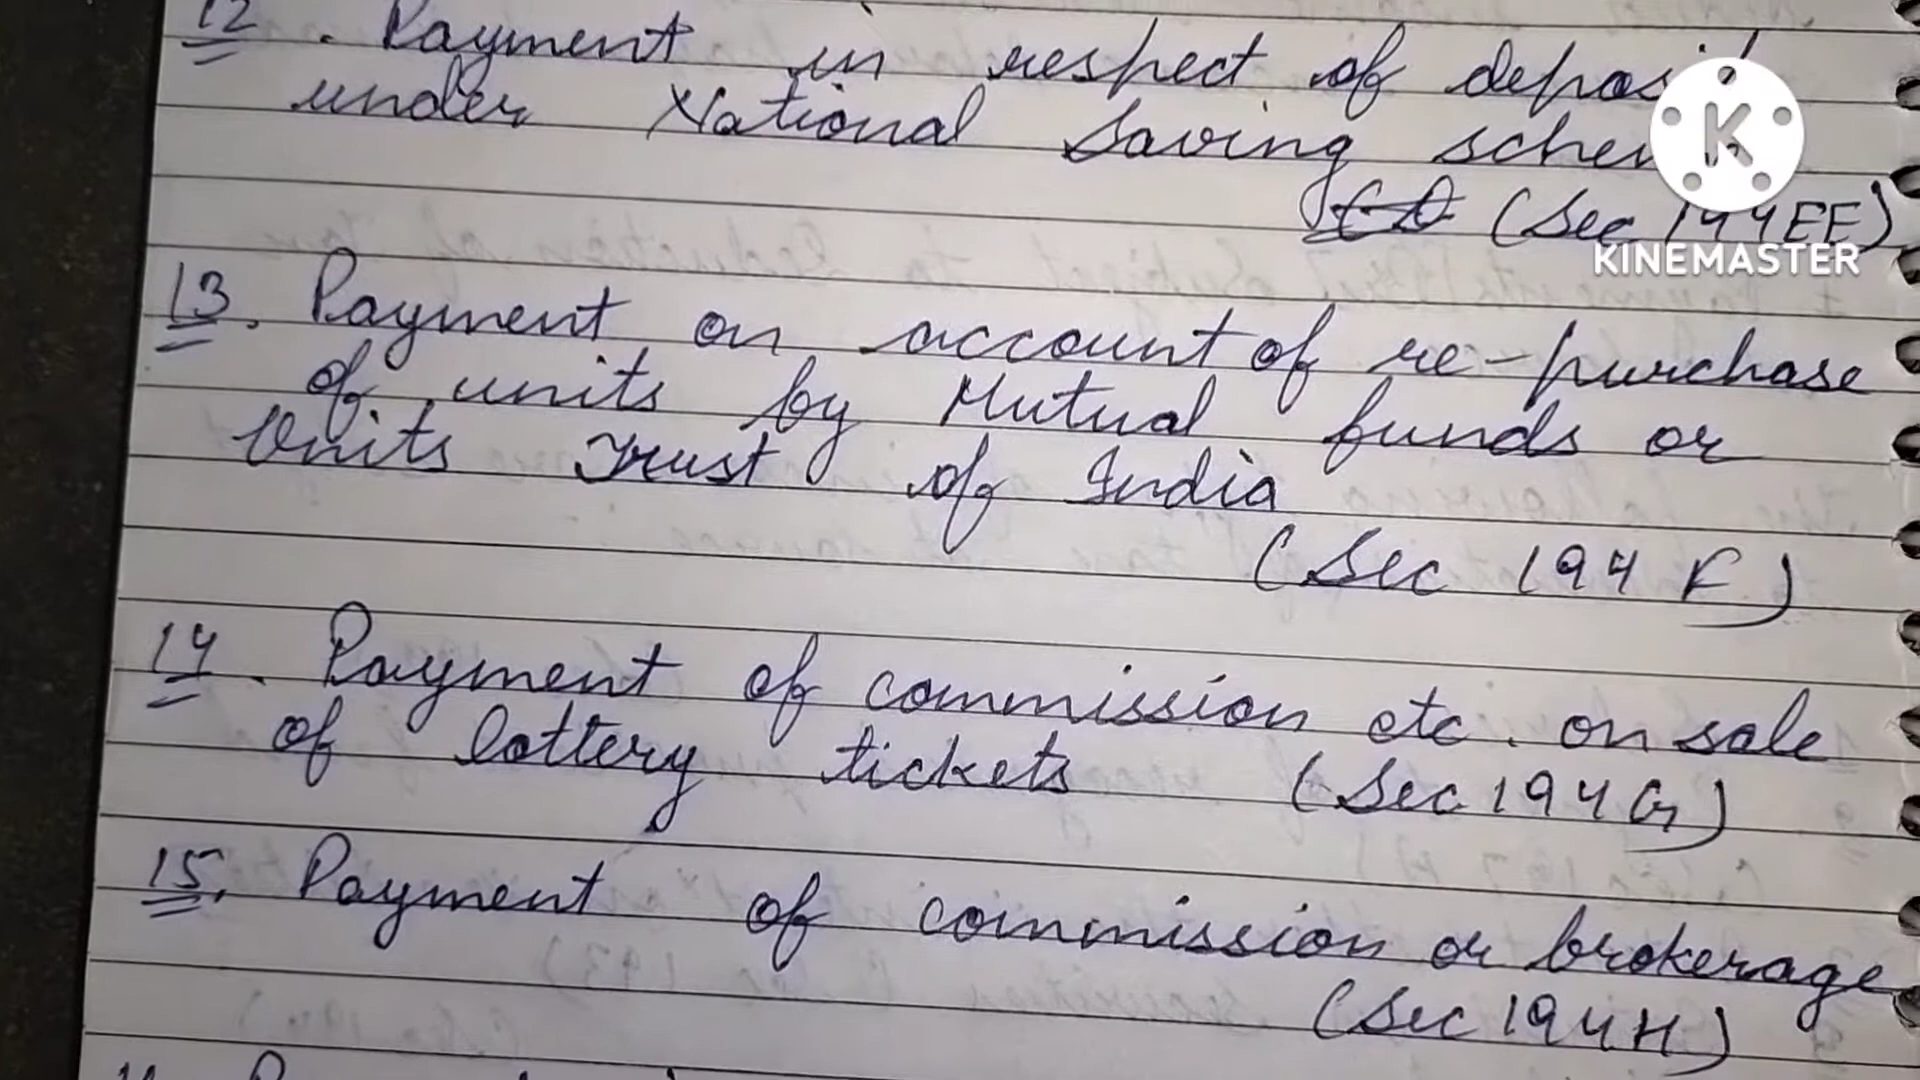 12. Payment in respect of deposit
under National Saving schem
(Sec 194EE)
KINEMASTER
13. Payment on account of re-purchase
of units by Mutual funds or
Units Trust of India
(Sec 194 F)
14. Payment of commission etc. on sale
of lottery tickets (Sec 194G)
15. Payment of commission or brokerage
(Sec 194H)